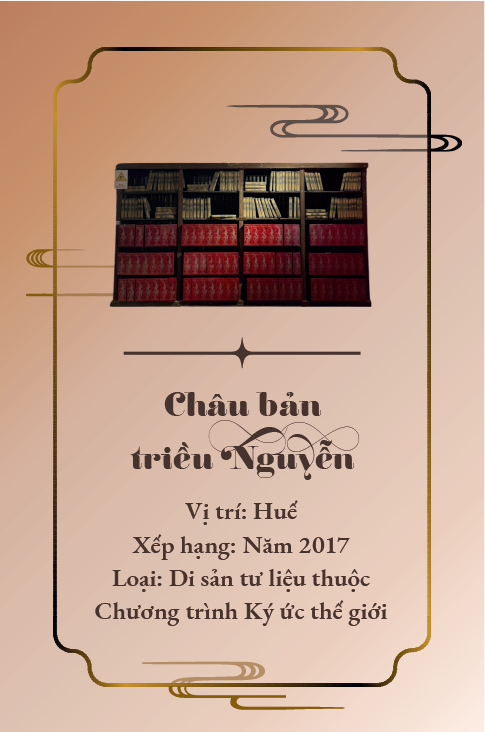 Châu bản
triều Nguyễn
Vị trí: Huế
Xếp hạng: Năm 2017
Loại: Di sản tư liệu thuộc
Chương trình Ký ức thế giới